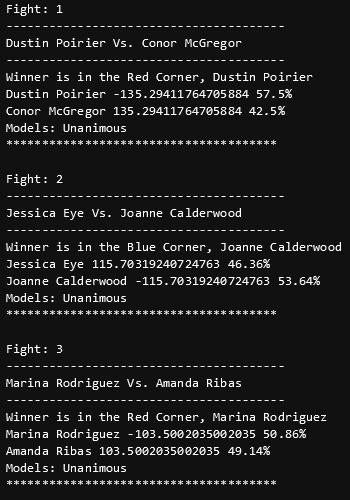 Fight: 1
---------------------------------------
Dustin Poirier Vs. Conor McGregor
---------------------------------------
Winner is in the Red Corner, Dustin Poirier
Dustin Poirier -135.29411764705884 57.5%
Conor McGregor 135.29411764705884 42.5%
Models: Unanimous
**************************************
Fight: 2
---------------------------------------
Jessica Eye Vs. Joanne Calderwood
---------------------------------------
Winner is in the Blue Corner, Joanne Calderwood
Jessica Eye 115.70319240724763 46.36%
Joanne Calderwood -115.70319240724763 53.64%
Models: Unanimous
**************************************
Fight: 3
---------------------------------------
Marina Rodriguez Vs. Amanda Ribas
---------------------------------------
Winner is in the Red Corner, Marina Rodriguez
Marina Rodriguez -103.5002035002035 50.86%
Amanda Ribas 103.5002035002035 49.14%
Models: Unanimous
**************************************